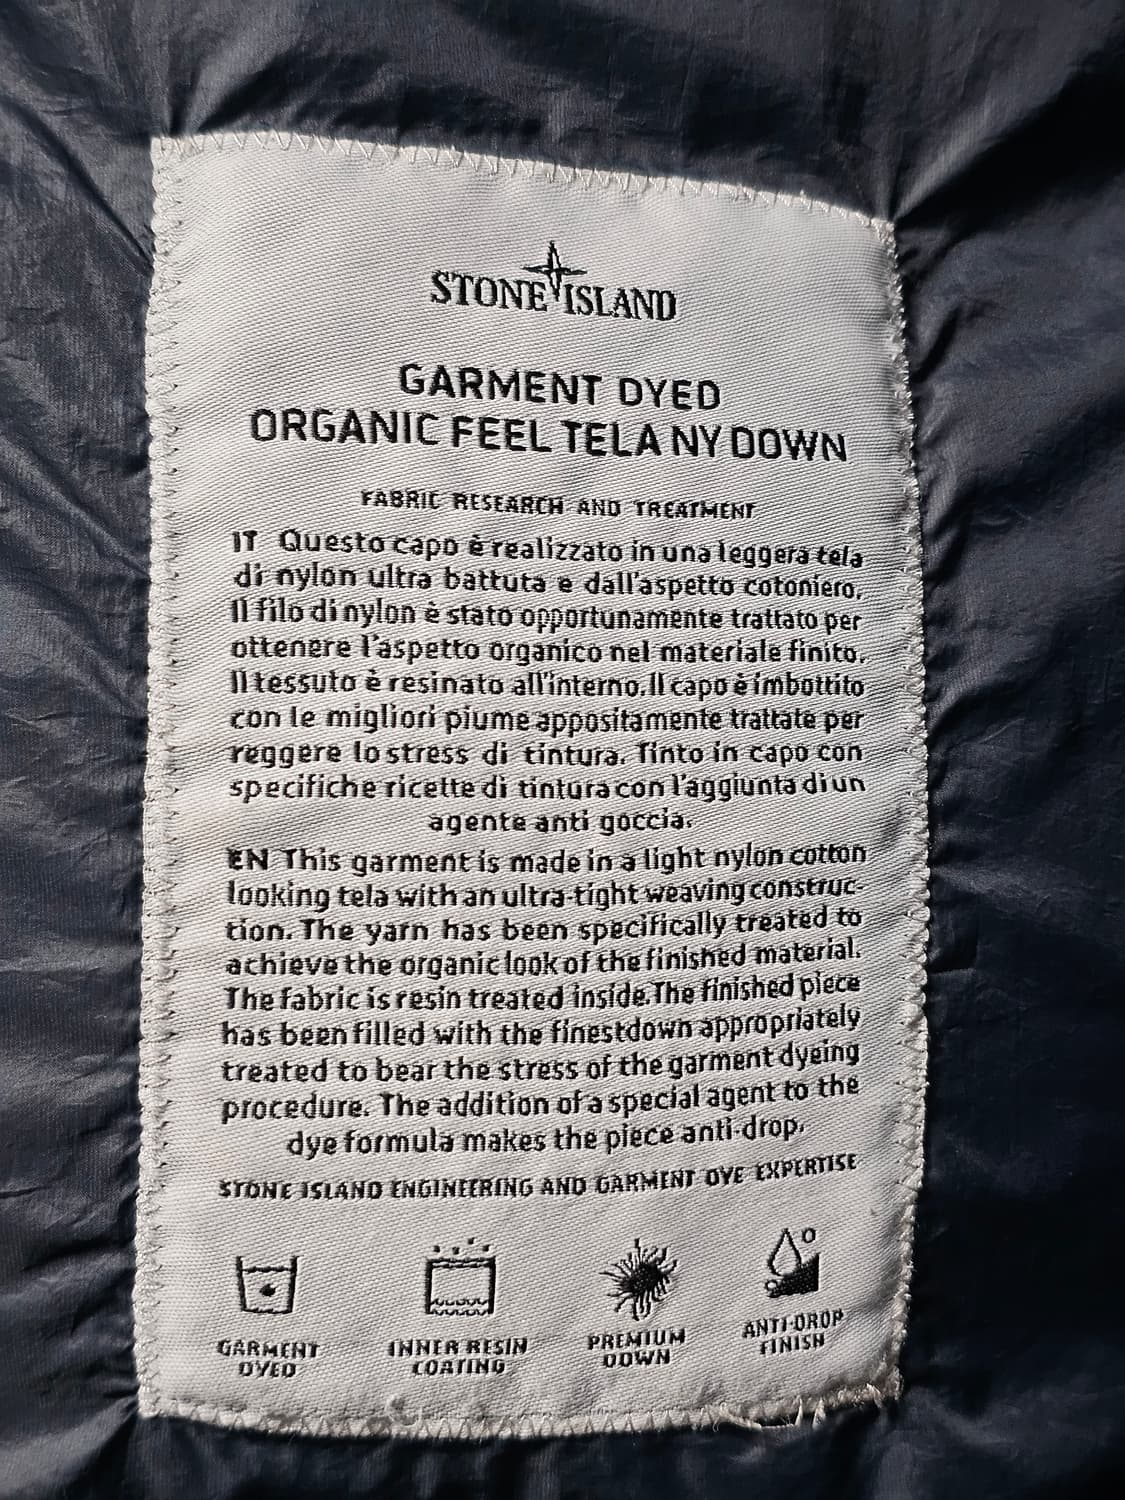 STONE ISLAND
GARMENT DYED
ORGANIC FEEL TELA NY DOWN
FABRIC RESEARCH AND TREATMENT
IT Questo capo è realizzato in una leggera tela
di nylon ultra battuta e dall'aspetto cotoniero.
Il filo di nylon è stato opportunamente trattato per
ottenere l'aspetto organico nel materiale finito.
Il tessuto è resinato all'interno. Il capo è imbottito
con le migliori piume appositamente trattate per
reggere lo stress di tintura. Tinto in capo con
specifiche ricette di tintura con l'aggiunta di un
agente anti goccia.
EN This garment is made in a light nylon cotton
looking tela with an ultra-tight weaving construc-
tion. The yarn has been specifically treated to
achieve the organic look of the finished material.
The fabric is resin treated inside. The finished piece
has been filled with the finest down appropriately
treated to bear the stress of the garment dyeing
procedure. The addition of a special agent to the
dye formula makes the piece anti-drop.
STONE ISLAND ENGINEERING AND GARMENT DYE EXPERTISE
GARMENT
DYED
INNER RESIN
COATING
PREMIUM
DOWN
ANTI-DROP
FINISH